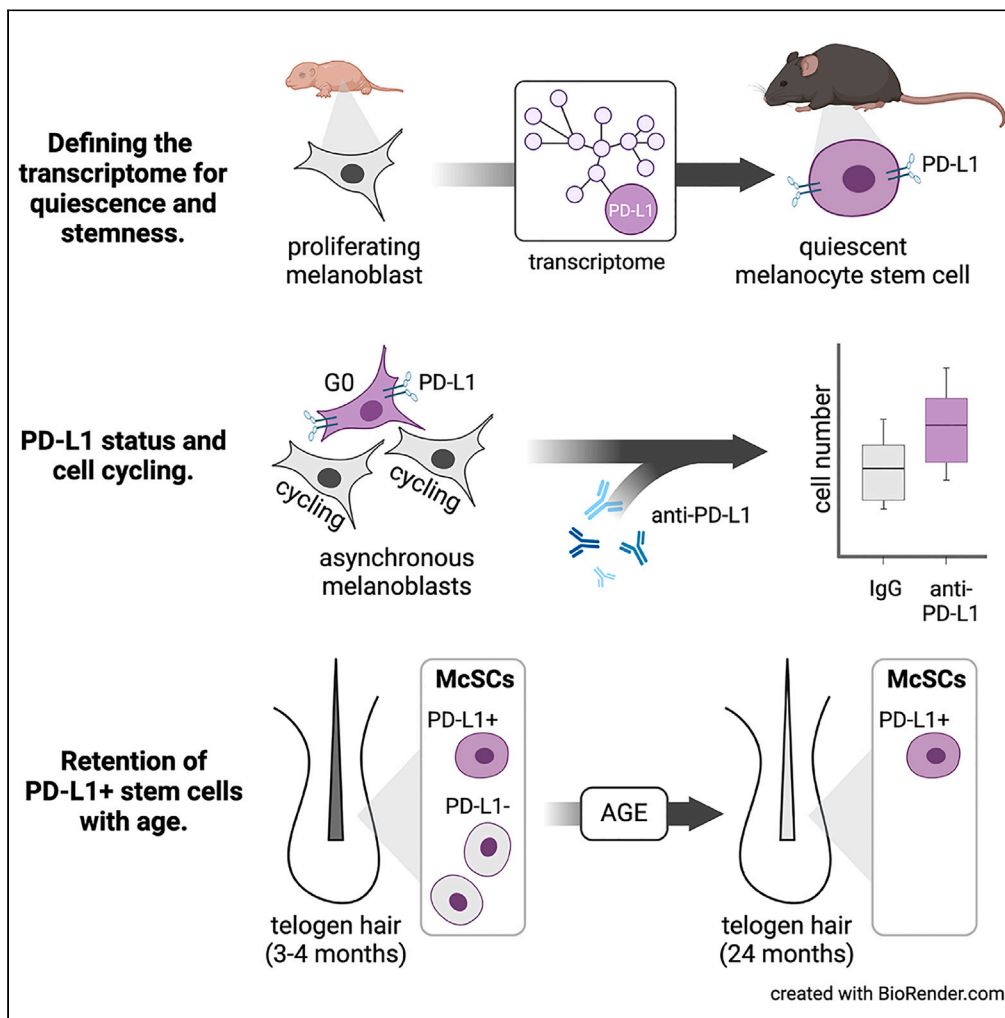 Defining the
transcriptome for
quiescence and
stemness.
proliferating
melanoblast
PD-L1
transcriptome
PD-L1
quiescent
melanocyte stem cell
PD-L1 status and
cell cycling.
G0
PD-L1
cycling
cycling
asynchronous
melanoblasts
anti-PD-L1
cell number
IgG
anti-
PD-L1
Retention of
PD-L1+ stem cells
with age.
McSCs
PD-L1+
PD-L1-
telogen hair
(3-4 months)
AGE
McSCs
PD-L1+
telogen hair
(24 months)
created with BioRender.com